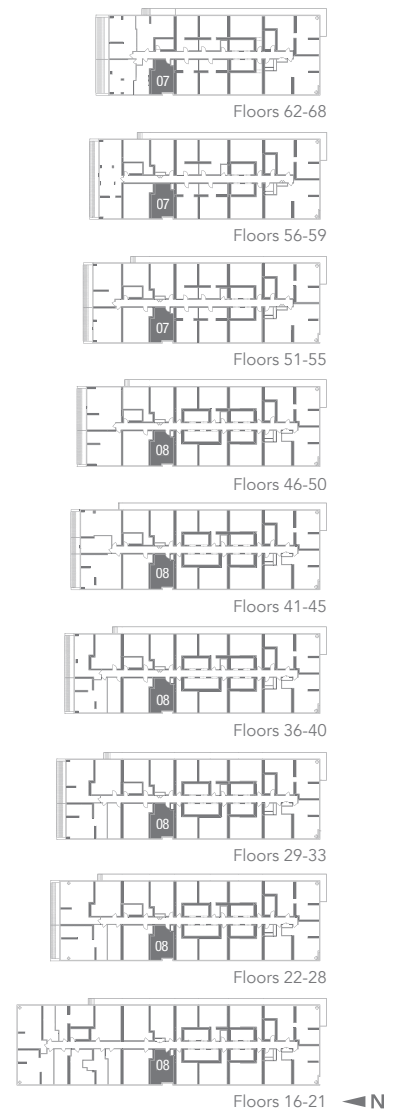 07
Floors 62-68
07
Floors 56-59
07
Floors 51-55
08
Floors 46-50
08
Floors 41-45
08
Floors 36-40
08
Floors 29-33
08
Floors 22-28
08
Floors 16-21
N